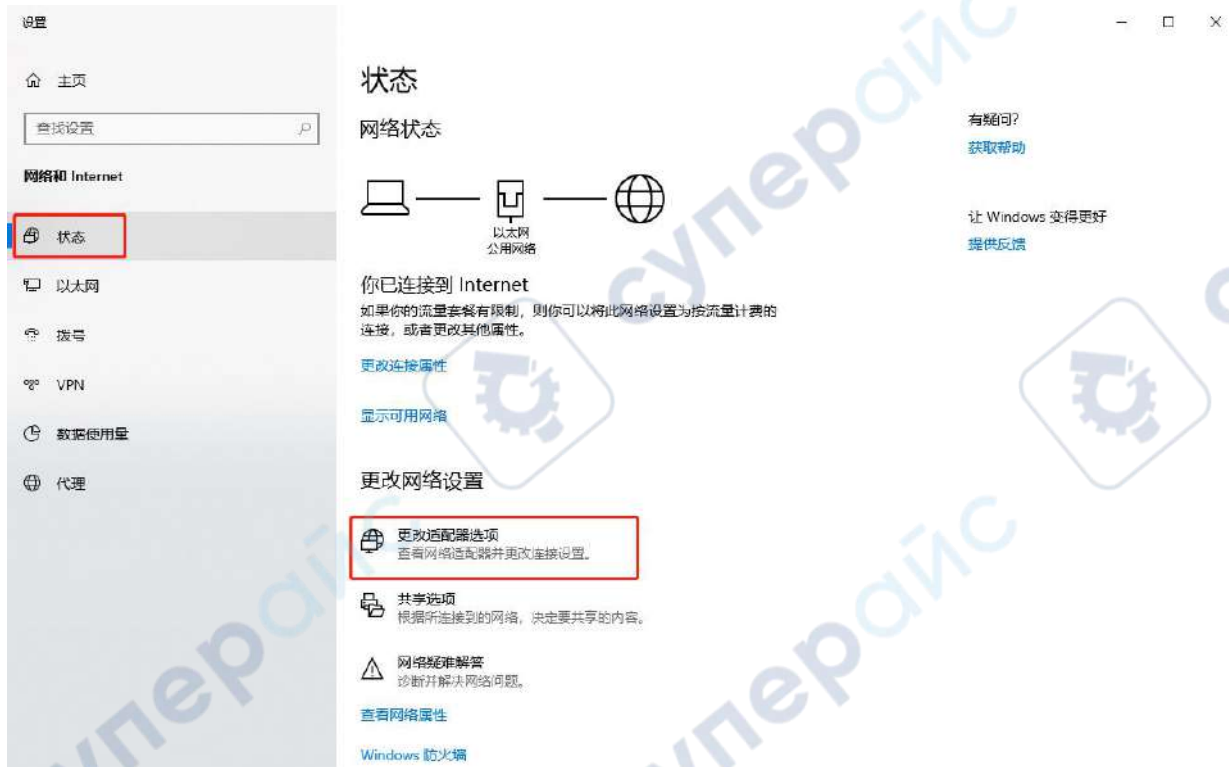 设置
主页
查找设置
网络和 Internet
状态
以太网
拨号
VPN
数据使用量
代理
状态
网络状态
以太网
公用网络
你已连接到 Internet
如果你的流量套餐有限制，则你可以将此网络设置为按流量计费的
连接，或者更改其他属性。
更改连接属性
显示可用网络
更改网络设置
更改适配器选项
查看网络适配器并更改连接设置。
共享选项
根据所连接到的网络，决定要共享的内容。
网络疑难解答
诊断并解决网络问题。
查看网络属性
Windows 防火墙
有疑问?
获取帮助
让 Windows 变得更好
提供反馈
супер айс